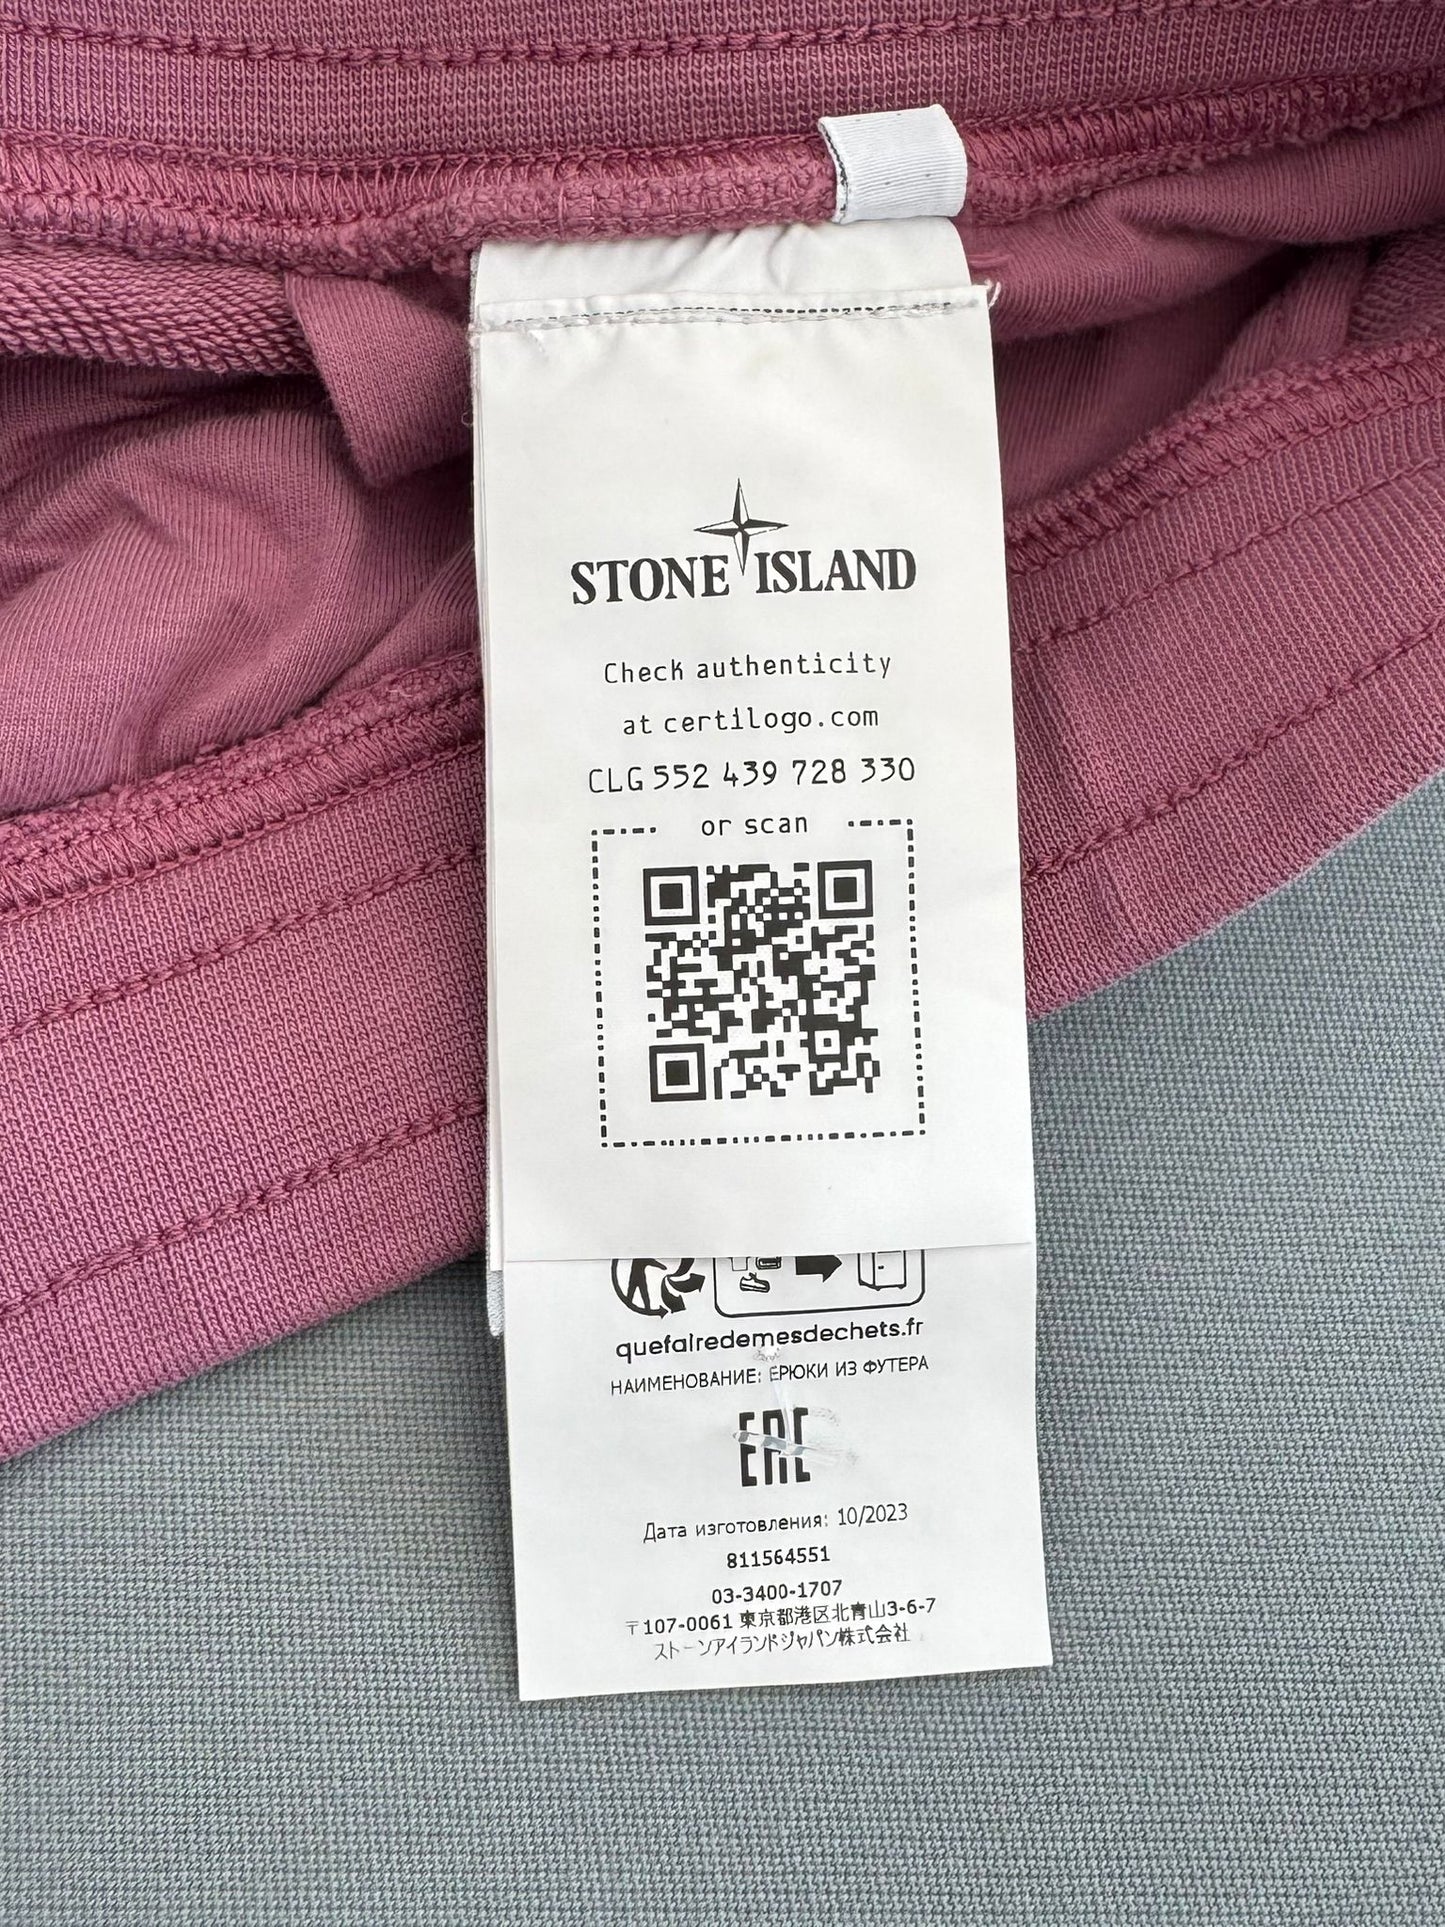 STONE ISLAND
Check authenticity
at certilogo.com
CLG 552 439 728 330
or scan
quefairedemesdechets.fr
НАИМЕНОВАНИЕ: БРЮКИ ИЗ ФУТЕРА
EAC
Дата изготовления: 10/2023
811564551
03-3400-1707
〒107-0061 東京都港区北青山3-6-7
ストーンアイランドジャパン株式会社